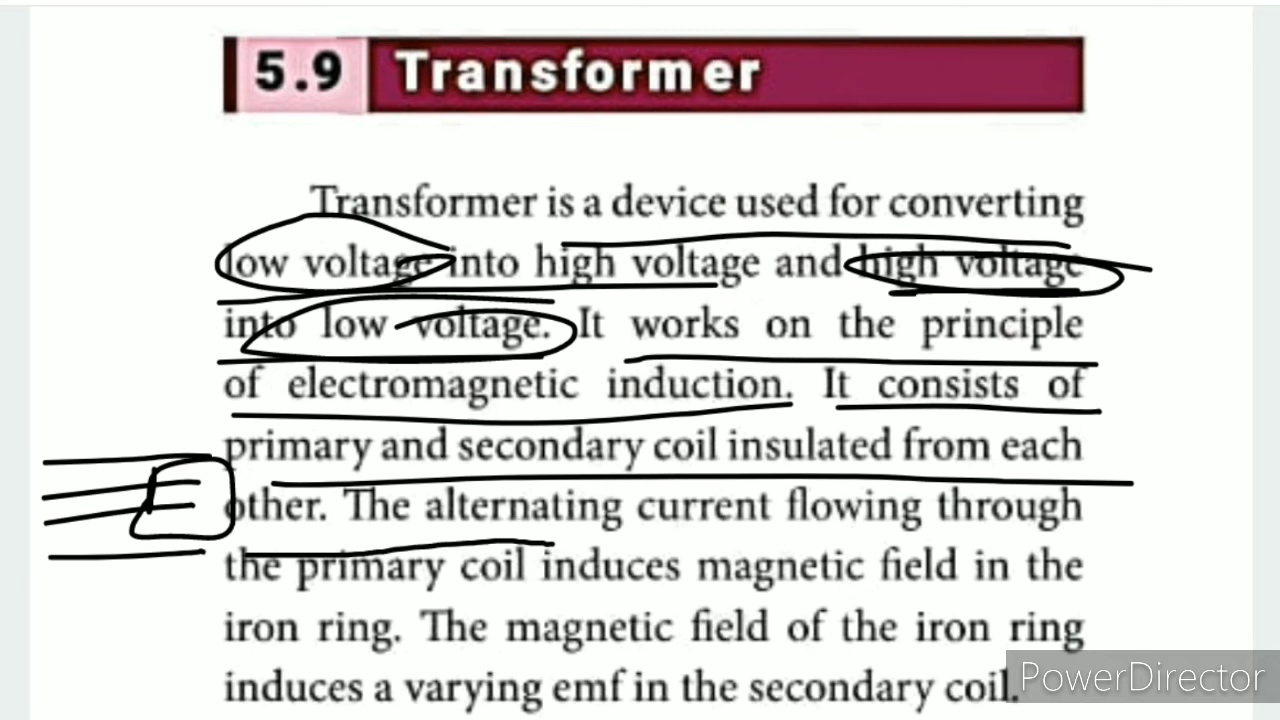 5.9 Transformer
Transformer is a device used for converting
low voltage into high voltage and high voltage
into low voltage. It works on the principle
of electromagnetic induction. It consists of
primary and secondary coil insulated from each
other. The alternating current flowing through
the primary coil induces magnetic field in the
iron ring. The magnetic field of the iron ring
induces a varying emf in the secondary coil.
PowerDirector